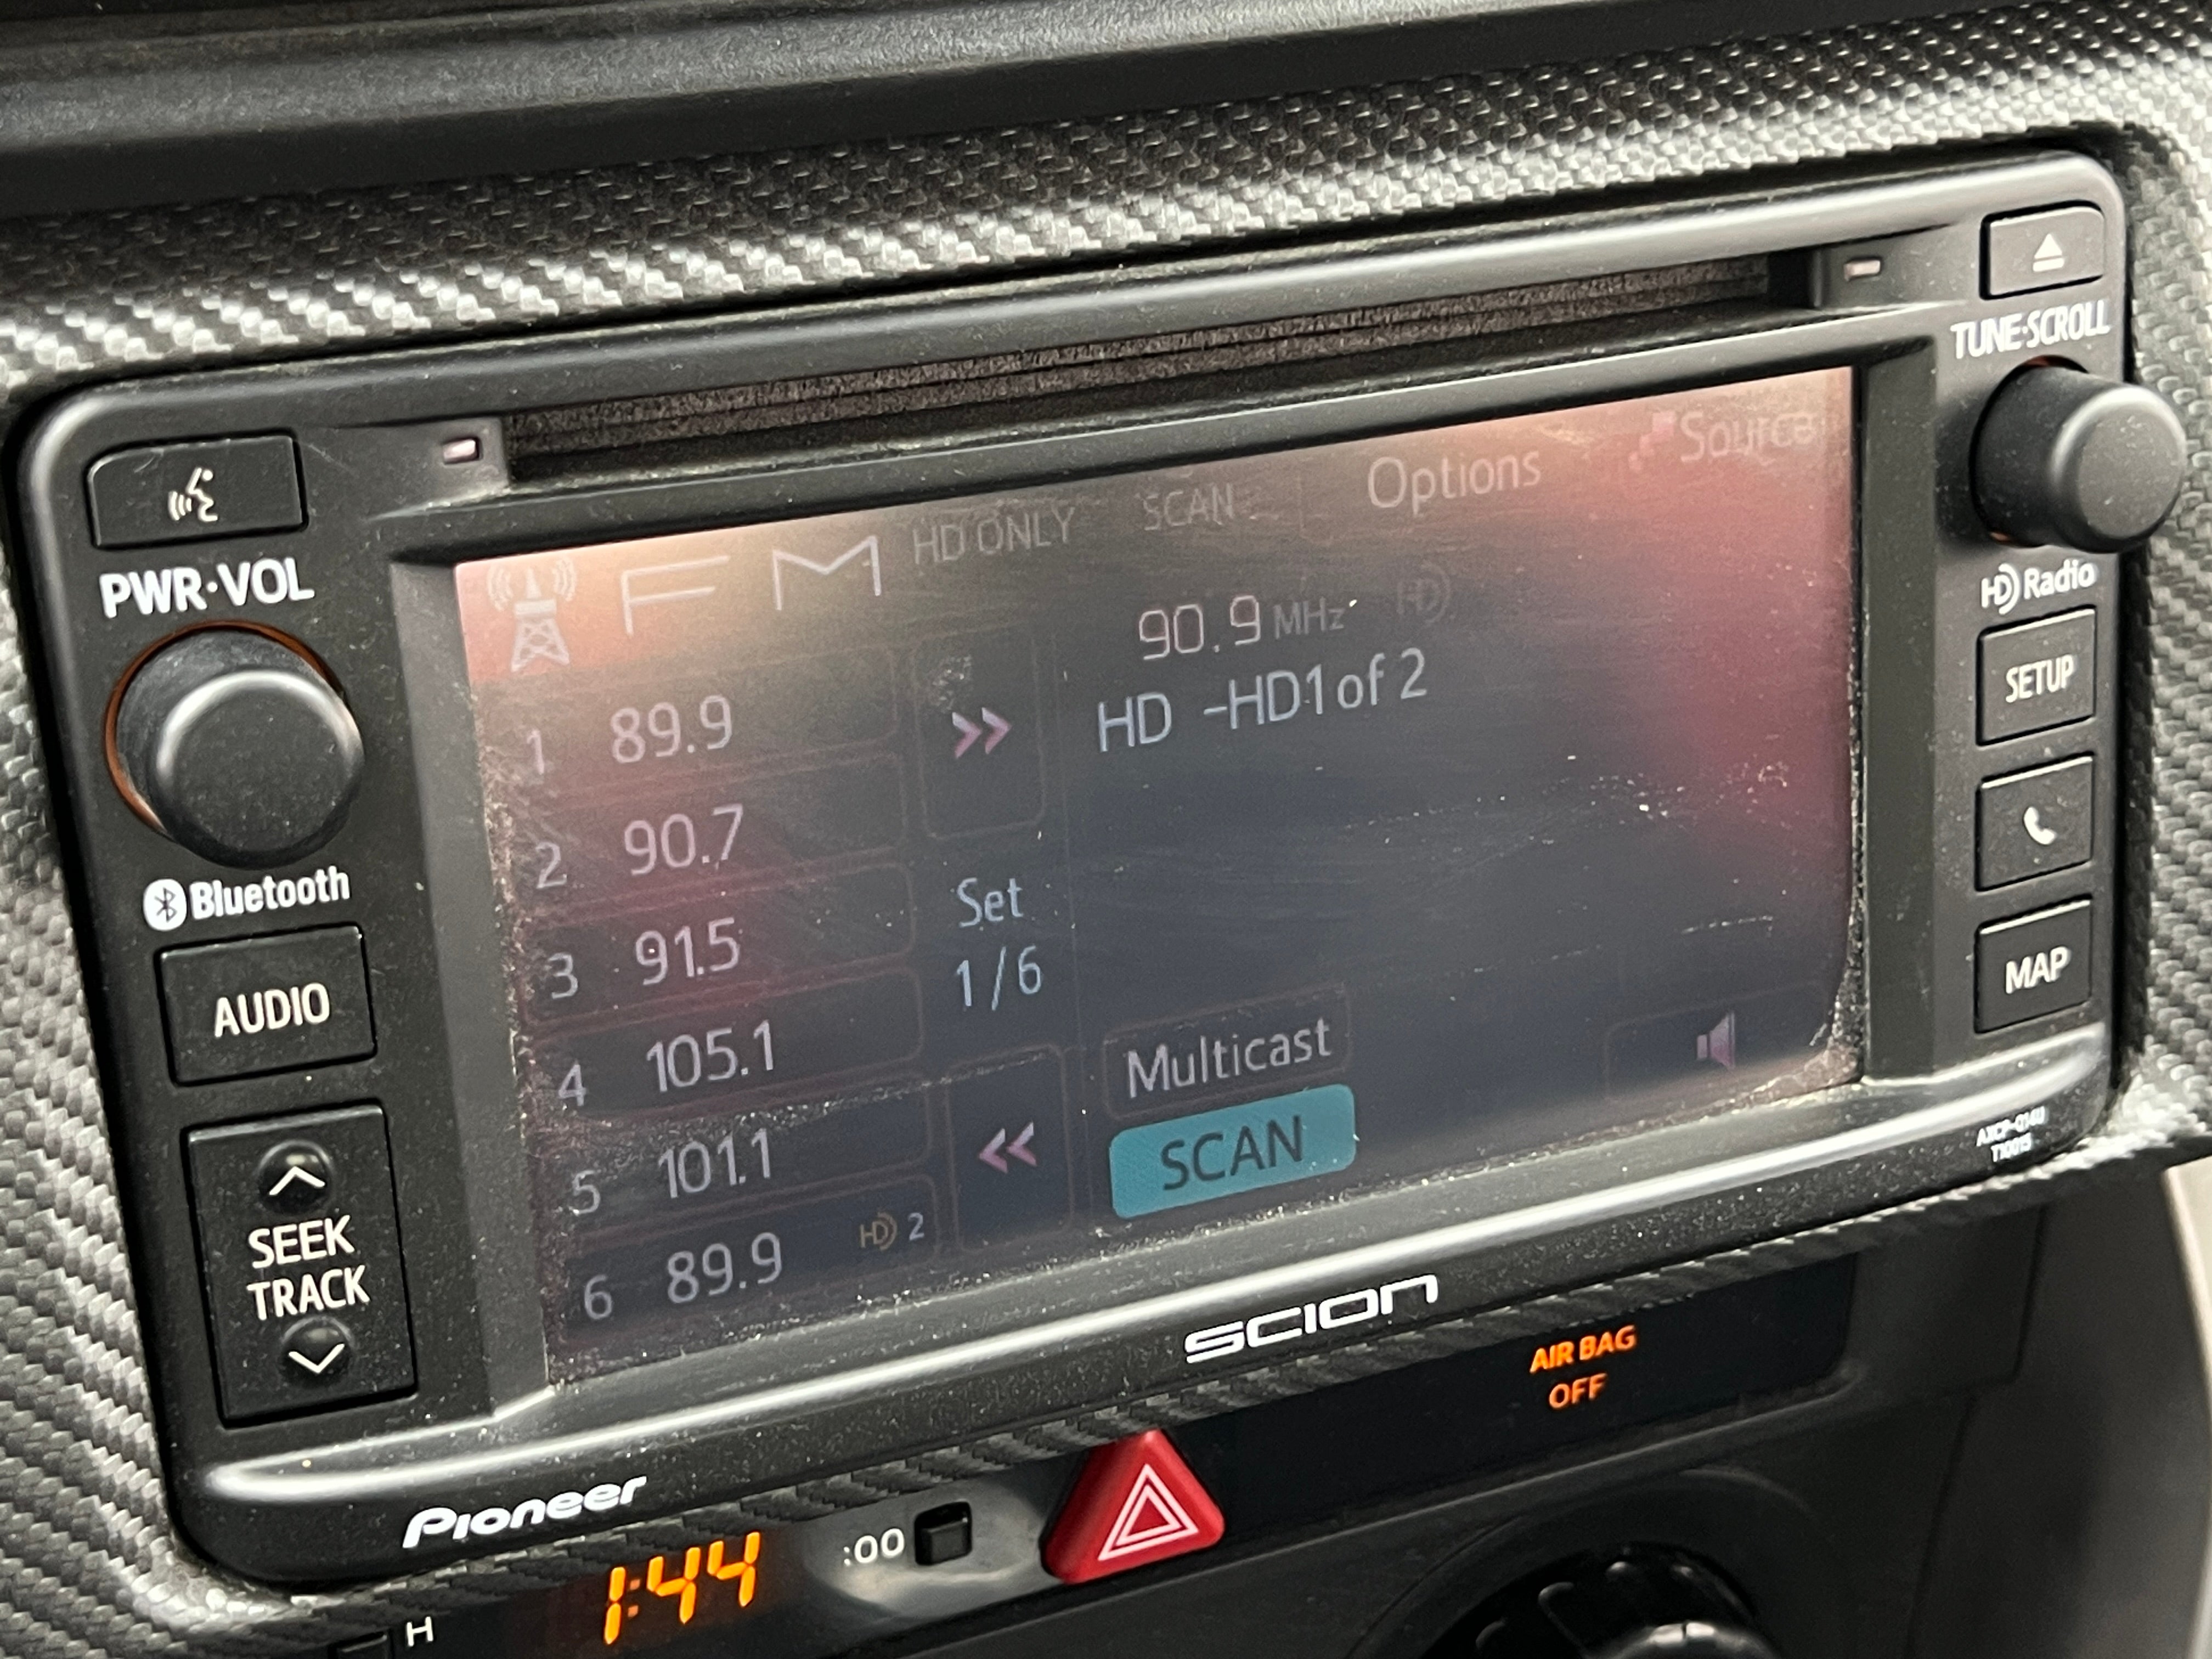 TUNE·SCROLL
PWR·VOL
FM
HD ONLY
SCAN
Options
Source
HD Radio
SETUP
90.9 MHz HD
HD -HD1 of 2
1 89.9
2 90.7
3 91.5
4 105.1
5 101.1
6 89.9 HD 2
Set
1/6
Multicast
SCAN
Bluetooth
AUDIO
MAP
SEEK
TRACK
SCION
AIR BAG
OFF
Pioneer
1:44
:00
H